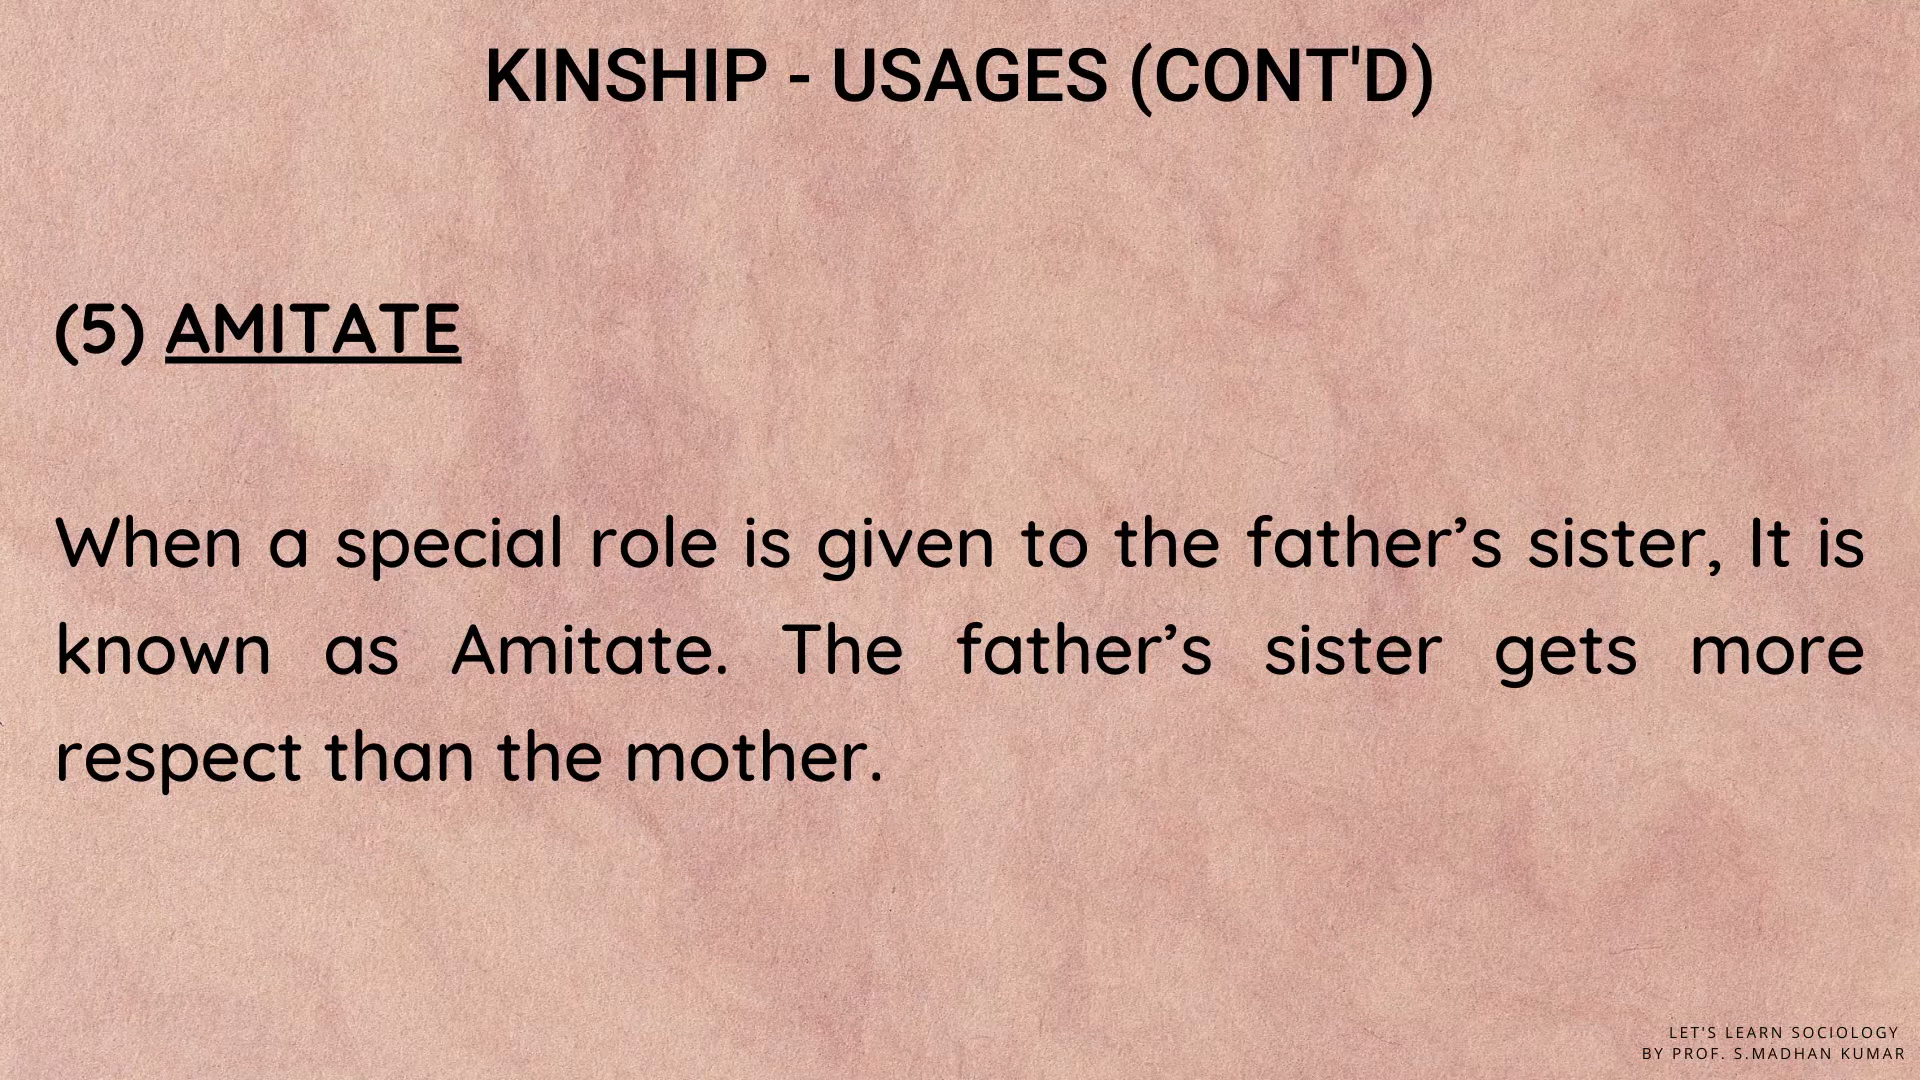 KINSHIP - USAGES (CONT'D)
(5) AMITATE
When a special role is given to the father’s sister, It is
known as Amitate. The father’s sister gets more
respect than the mother.
LET'S LEARN SOCIOLOGY
BY PROF. S.MADHAN KUMAR